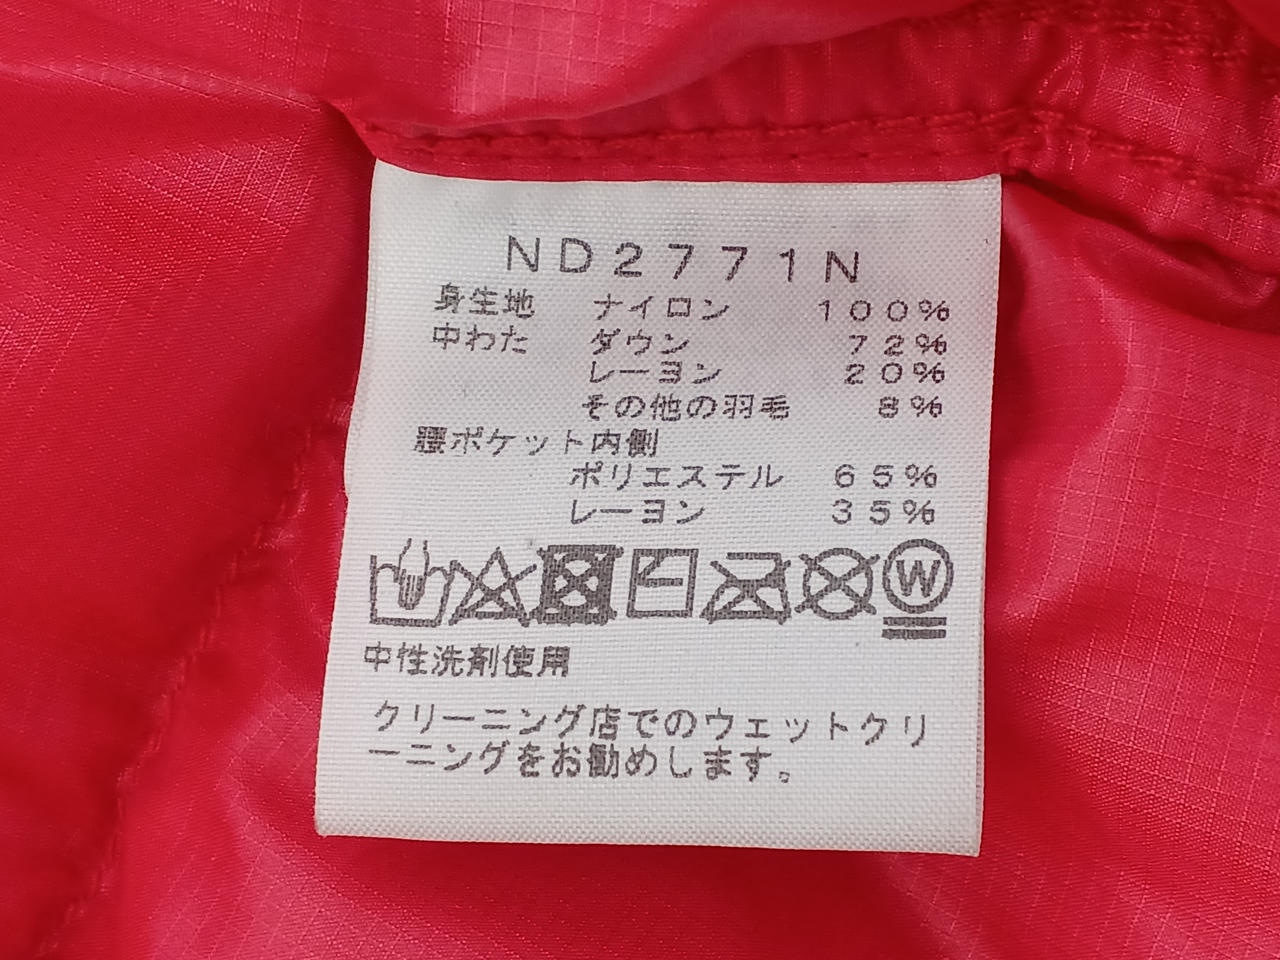 ND2771N
身生地 ナイロン 100%
中わた ダウン 72%
レーヨン 20%
その他の羽毛 8%
腰ポケット内側
ポリエステル 65%
レーヨン 35%
W
中性洗剤使用
クリーニング店でのウェットクリ
ーニングをお勧めします。